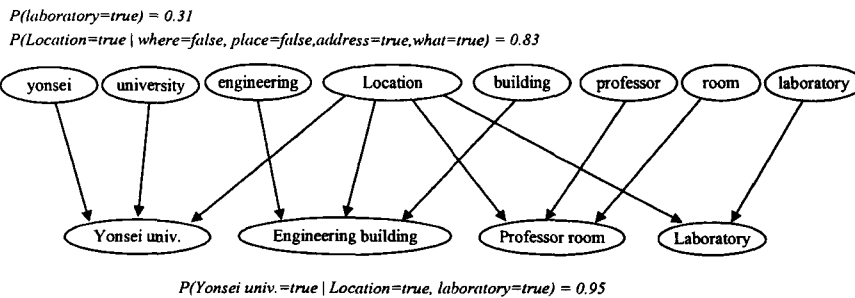 P(laboratory=true) = 0.31
P(Location=true | where=false, place=false,address=true,what=true) = 0.83
yonsei university engineering Location building professor room laboratory
Yonsei univ. Engineering building Professor room Laboratory
P(Yonsei univ.=true | Location=true, laboratory=true) = 0.95